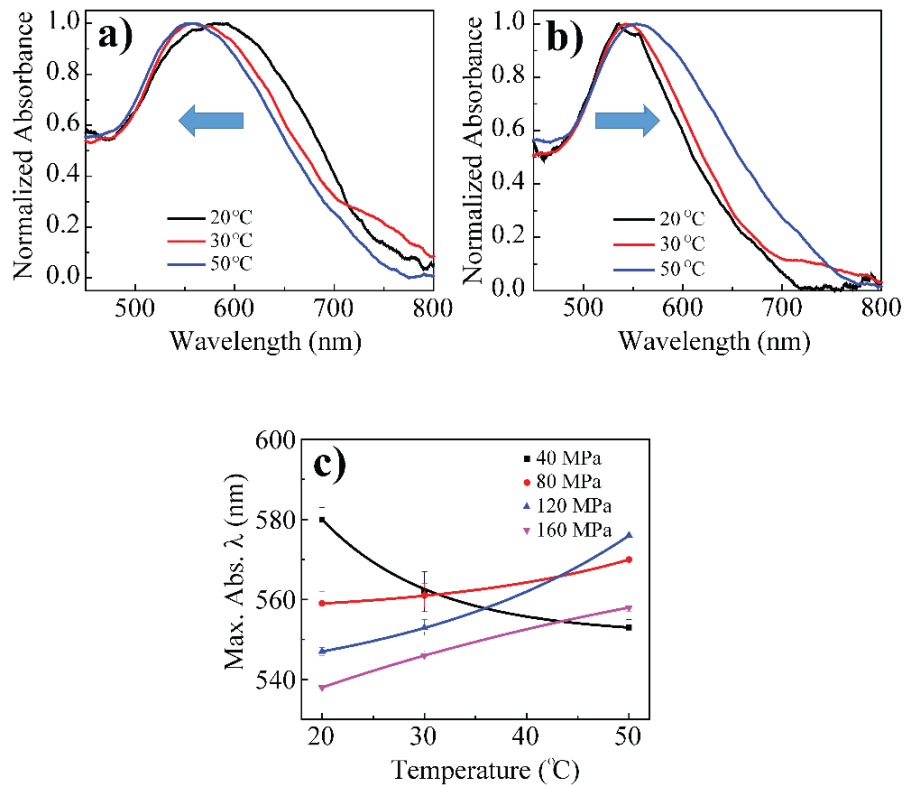 a)
Normalized Absorbance
1.0
0.8
0.6
0.4
0.2
0.0
20°C
30°C
50°C
500 600 700 800
Wavelength (nm)
b)
Normalized Absorbance
1.0
0.8
0.6
0.4
0.2
0.0
20°C
30 °C
50 °C
500 600 700 800
Wavelength (nm)
c)
Max. Abs. λ (nm)
600
580
560
540
40 MPa
80 MPa
120 MPa
160 MPa
20 30 40 50
Temperature (°C)